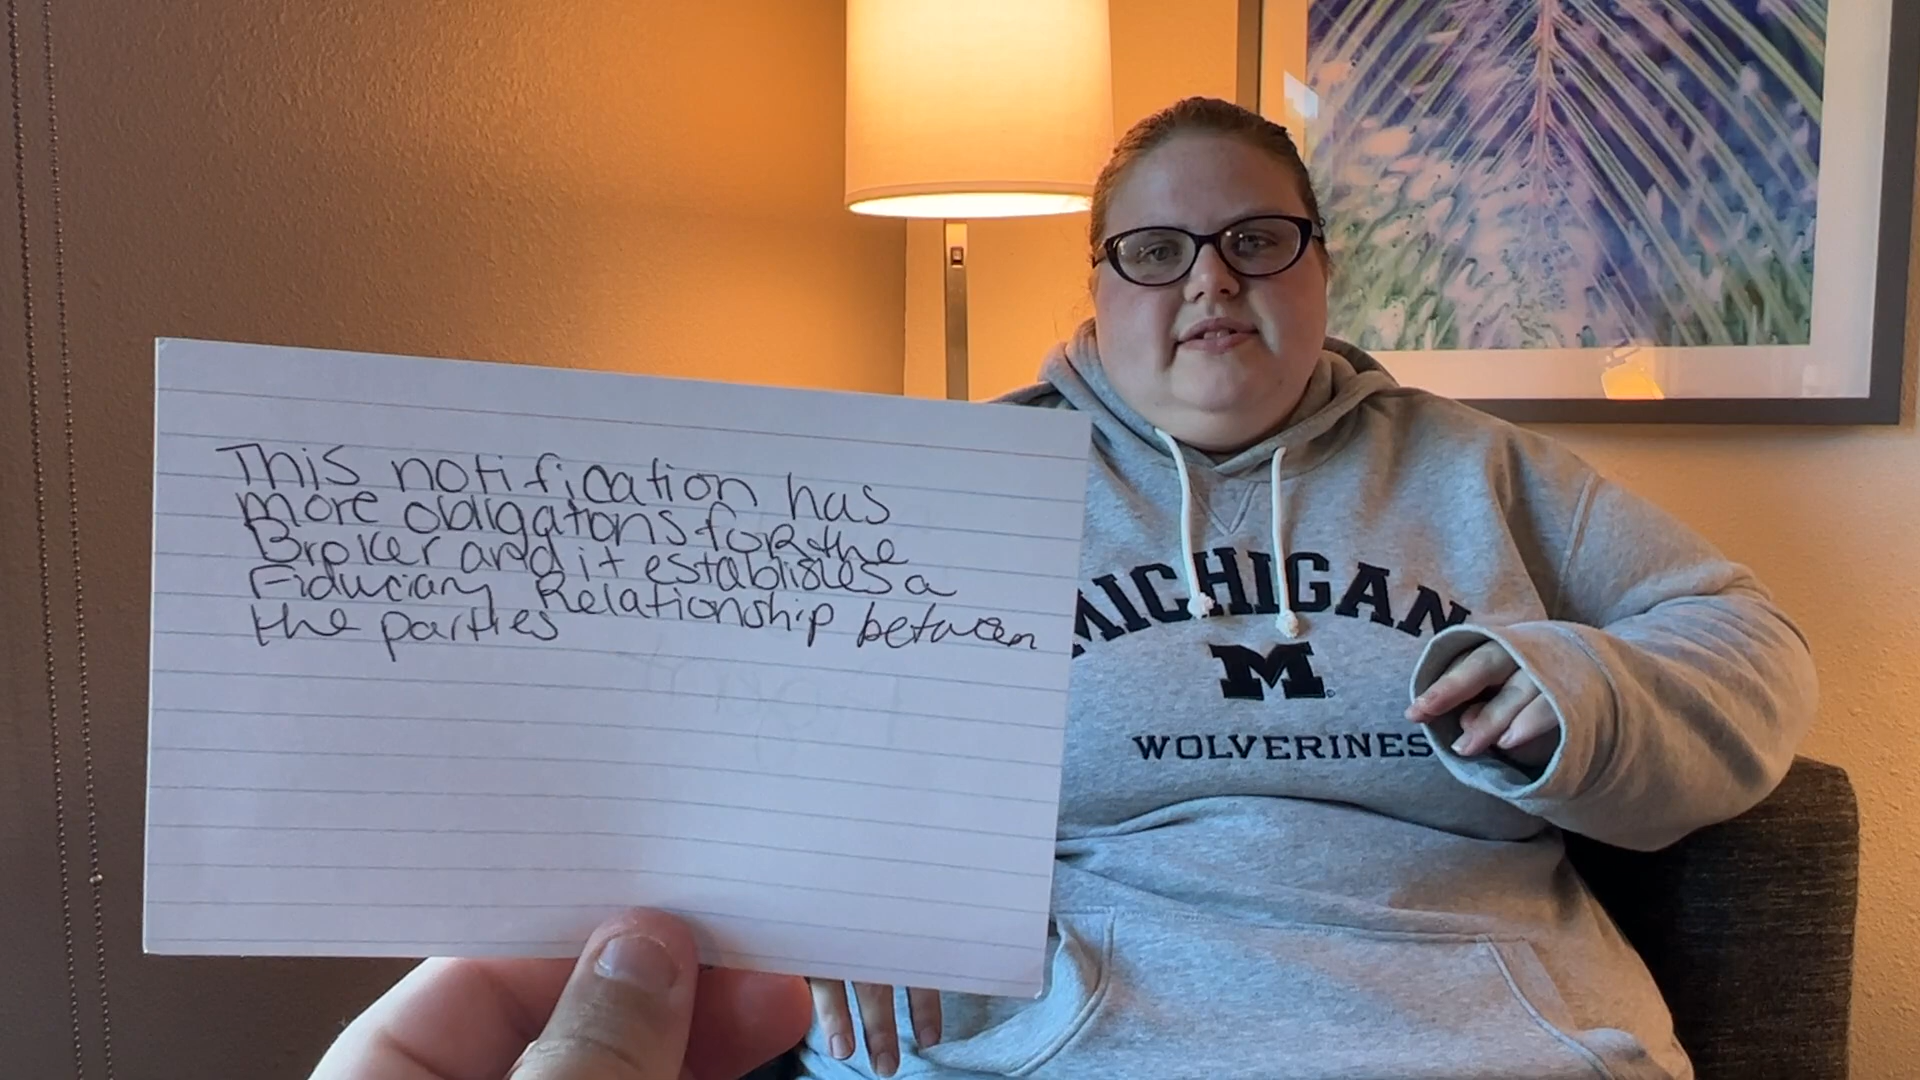 This notification has
more obligations for the
Broker and it establishes a
Fiduciary Relationship between
the parties
MICHIGAN
M
WOLVERINES